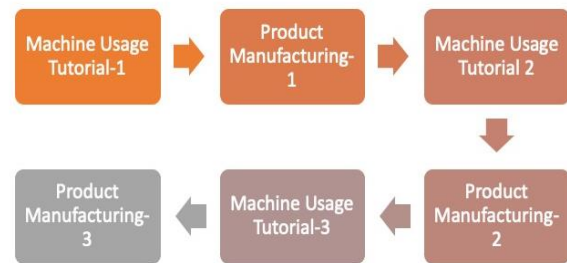 Machine Usage
Tutorial-1
Product
Manufacturing-
1
Machine Usage
Tutorial 2
Product
Manufacturing-
2
Machine Usage
Tutorial-3
Product
Manufacturing-
3